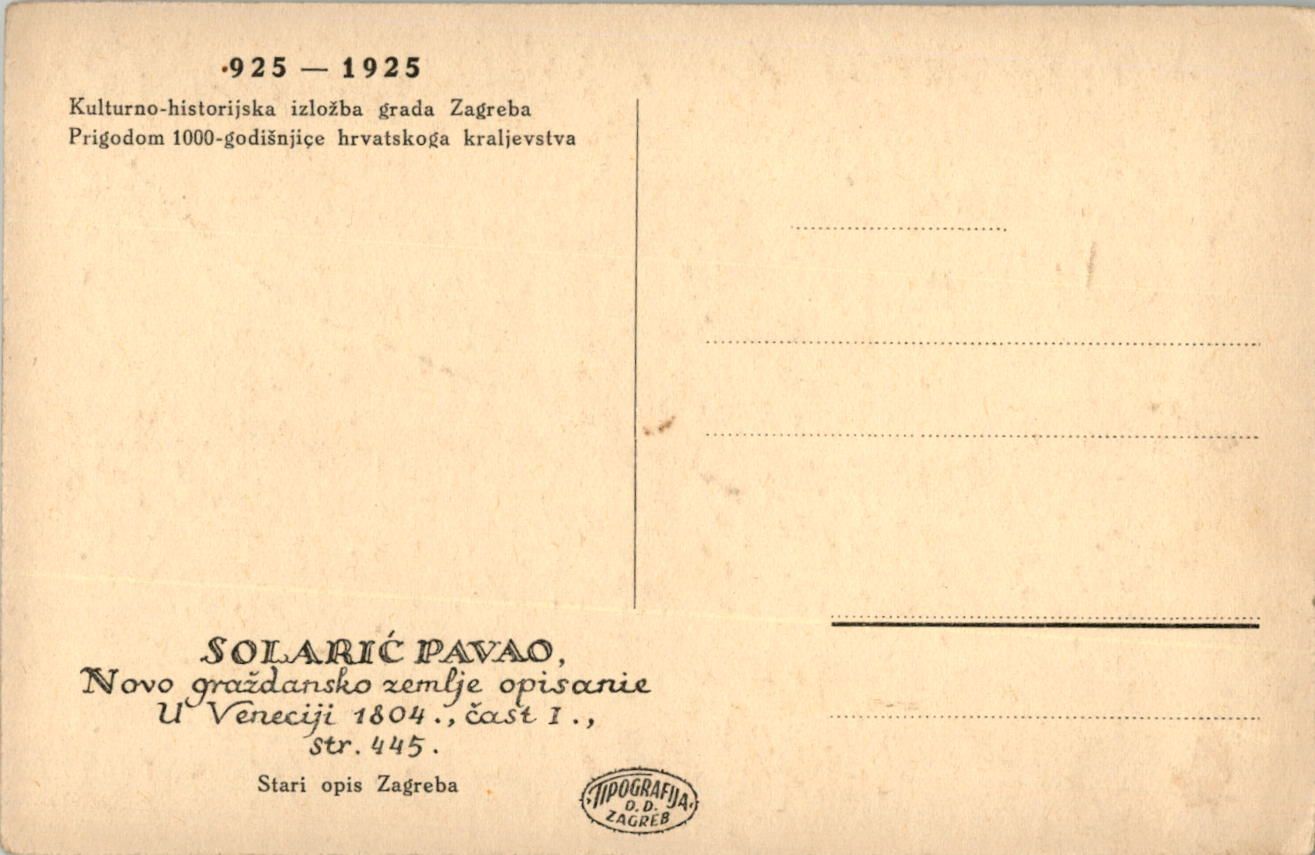 925 — 1925
Kulturno-historijska izložba grada Zagreba
Prigodom 1000-godišnjice hrvatskoga kraljevstva
SOLARIĆ PAVAO,
Novo graždansko zemlje opisanie
U Veneciji 1804., čast I.,
str. 445.
Stari opis Zagreba
TIPOGRAFIJA
D. D.
ZAGREB